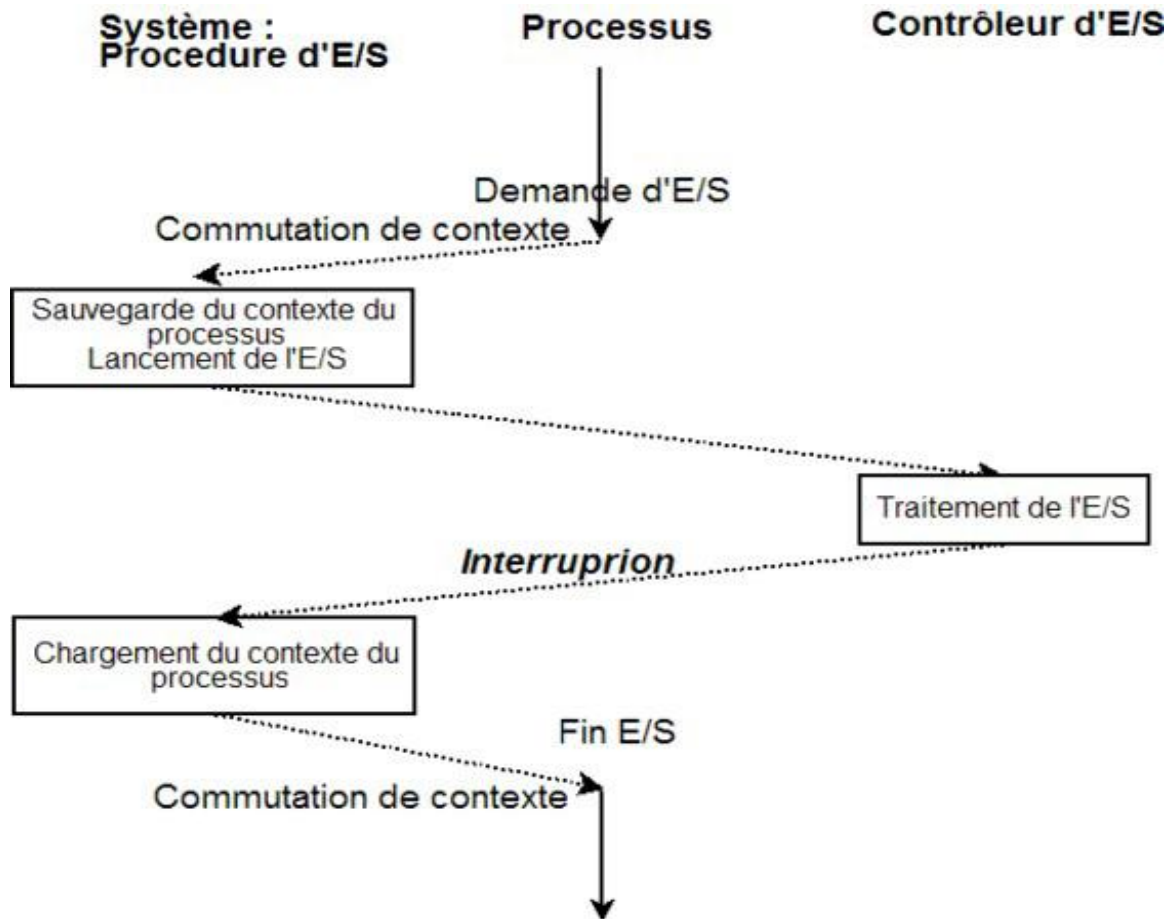 Système :
Procedure d'E/S
Processus
Contrôleur d'E/S
Demande d'E/S
Commutation de contexte
Sauvegarde du contexte du
processus
Lancement de l'E/S
Traitement de l'E/S
Interruprion
Chargement du contexte du
processus
Fin E/S
Commutation de contexte